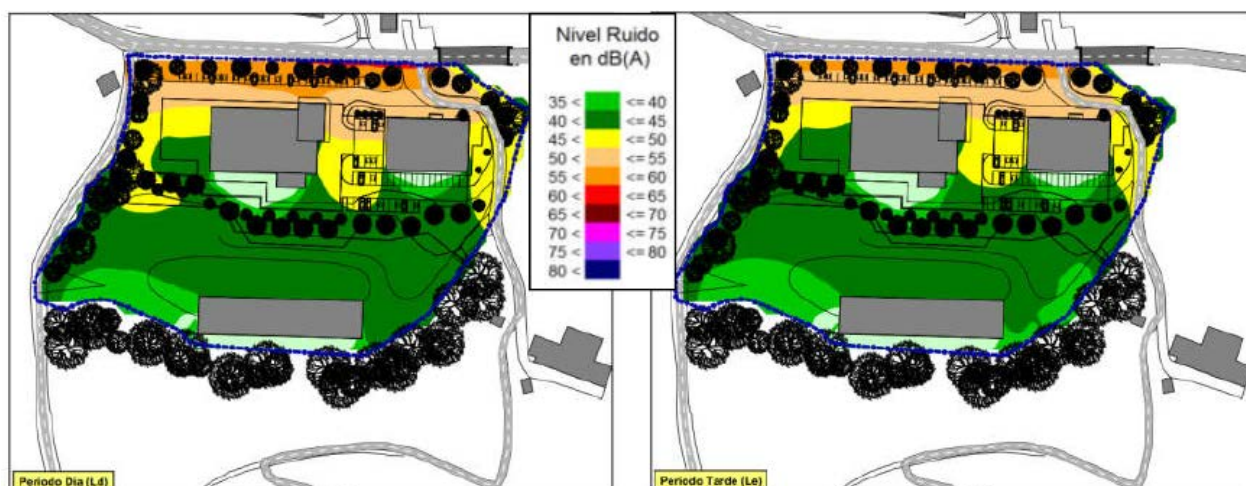 Nivel Ruido
en dB(A)
35 < <= 40
40 < <= 45
45 < <= 50
50 < <= 55
55 < <= 60
60 < <= 65
65 < <= 70
70 < <= 75
75 < <= 80
80 <
Periodo Dia (Ld)
Periodo Tarde (Le)